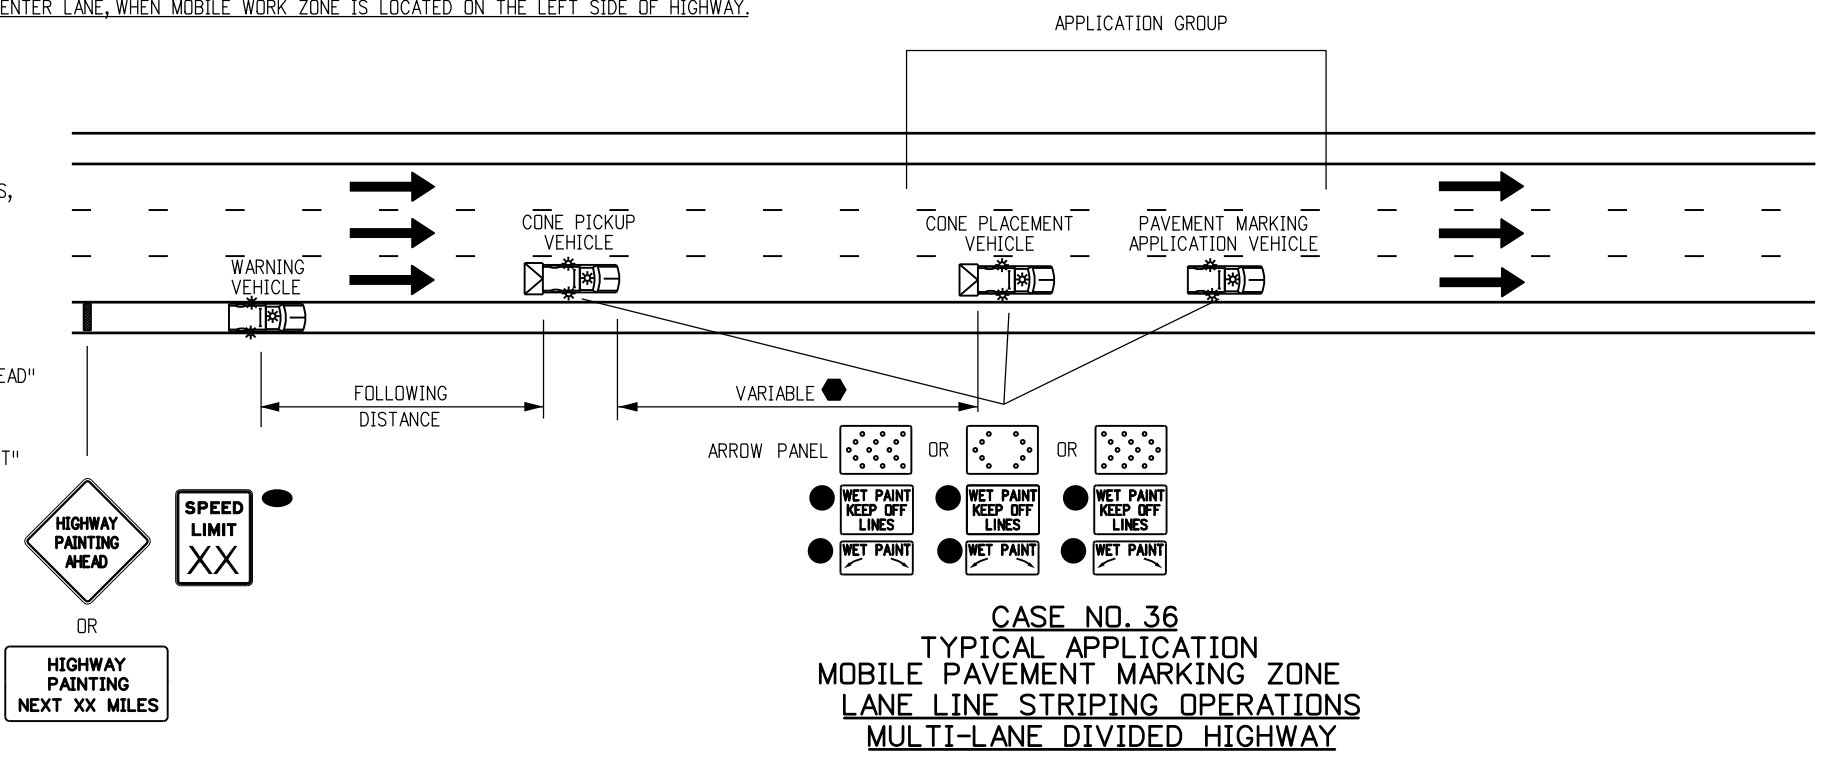 ENTER LANE, WHEN MOBILE WORK ZONE IS LOCATED ON THE LEFT SIDE OF HIGHWAY.
APPLICATION GROUP
S,
CONE PICKUP
VEHICLE
CONE PLACEMENT
VEHICLE
PAVEMENT MARKING
APPLICATION VEHICLE
WARNING
VEHICLE
EAD"
FOLLOWING
DISTANCE
VARIABLE
T"
ARROW PANEL
OR
OR
HIGHWAY
PAINTING
AHEAD
SPEED
LIMIT
XX
WET PAINT
KEEP OFF
LINES
WET PAINT
KEEP OFF
LINES
WET PAINT
KEEP OFF
LINES
WET PAINT
WET PAINT
WET PAINT
OR
HIGHWAY
PAINTING
NEXT XX MILES
CASE NO. 36
TYPICAL APPLICATION
MOBILE PAVEMENT MARKING ZONE
LANE LINE STRIPING OPERATIONS
MULTI-LANE DIVIDED HIGHWAY